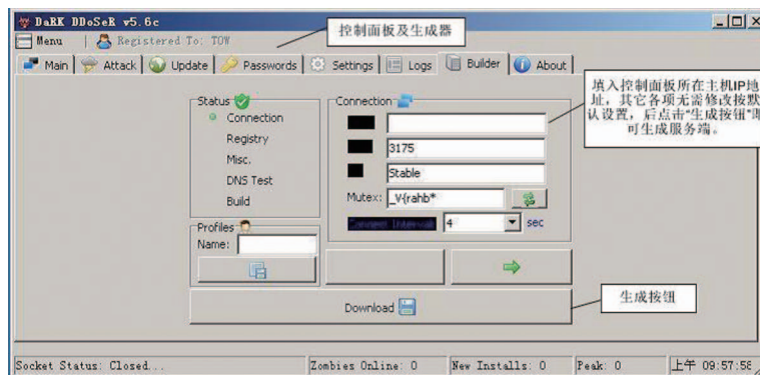 DaRK DDoSeR v5.6c
控制面板及生成器
Menu
Registered To: TOW
Main Attack Update Passwords Settings Logs Builder About
填入控制面板所在主机IP地
址，其它各项无需修改按默
认设置，后点击“生成按钮”即
可生成服务端。
Status
Connection
Registry
Misc.
DNS Test
Build
Connection
3175
Stable
Mutex: _V{rahb*
Connect Interval: 4 sec
Profiles
Name:
Download
生成按钮
Socket Status: Closed... Zombies Online: 0 New Installs: 0 Peak: 0 上午 09:57:58